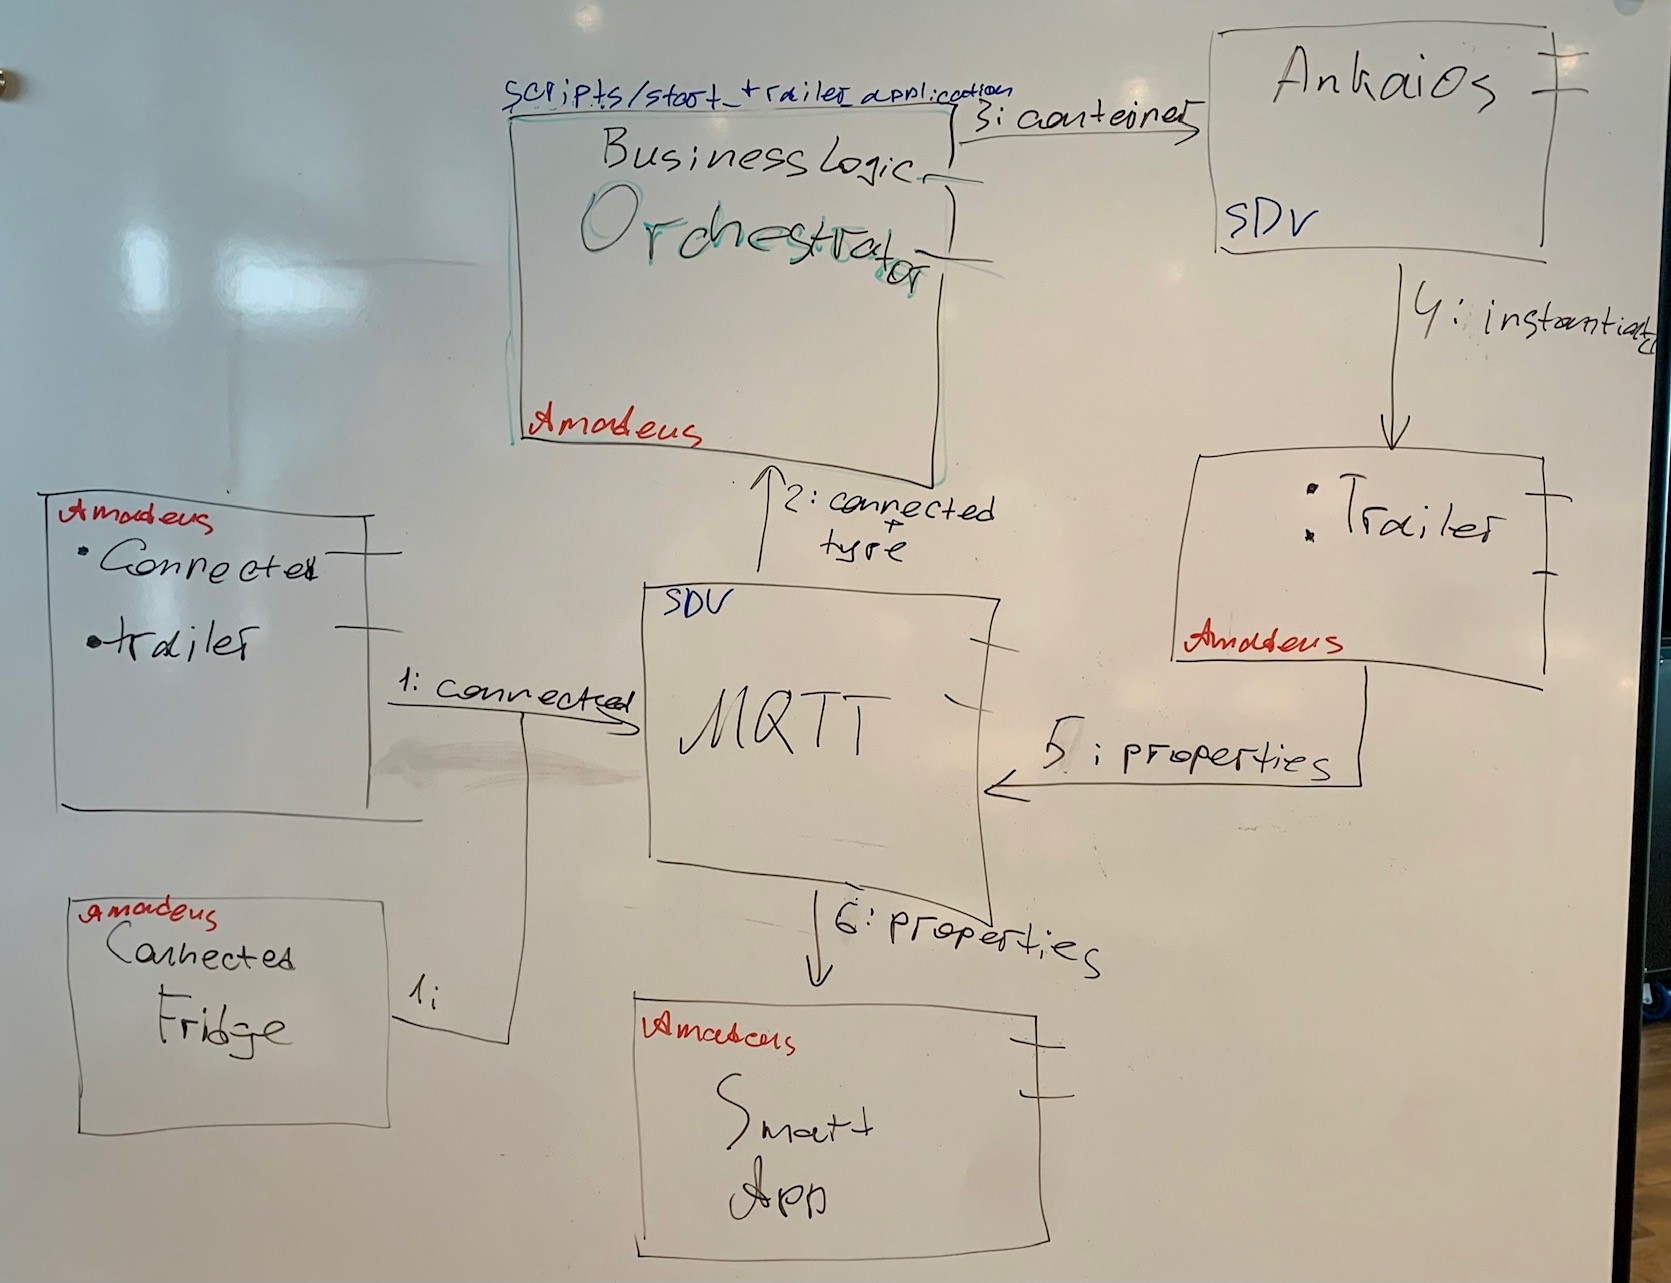 scripts/start_trailer_application
Business Logic
Orchestrator
Amadeus
3: container
Ankaios
SDV
4: instantiate
• Trailer
•
Amadeus
2: connected
+
type
Amadeus
• Connected
• trailer
1: connected
SDV
MQTT
5: properties
6: properties
Amadeus
Connected
Fridge
1:
Amadeus
Smart
App